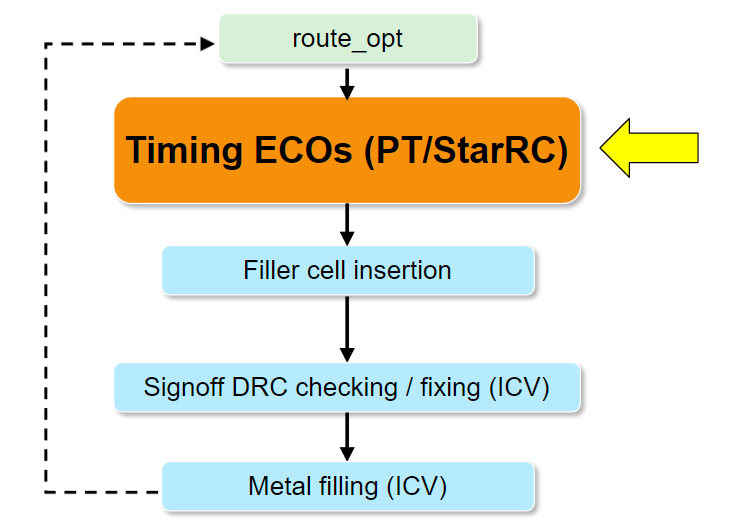 route_opt
Timing ECOs (PT/StarRC)
Filler cell insertion
Signoff DRC checking / fixing (ICV)
Metal filling (ICV)